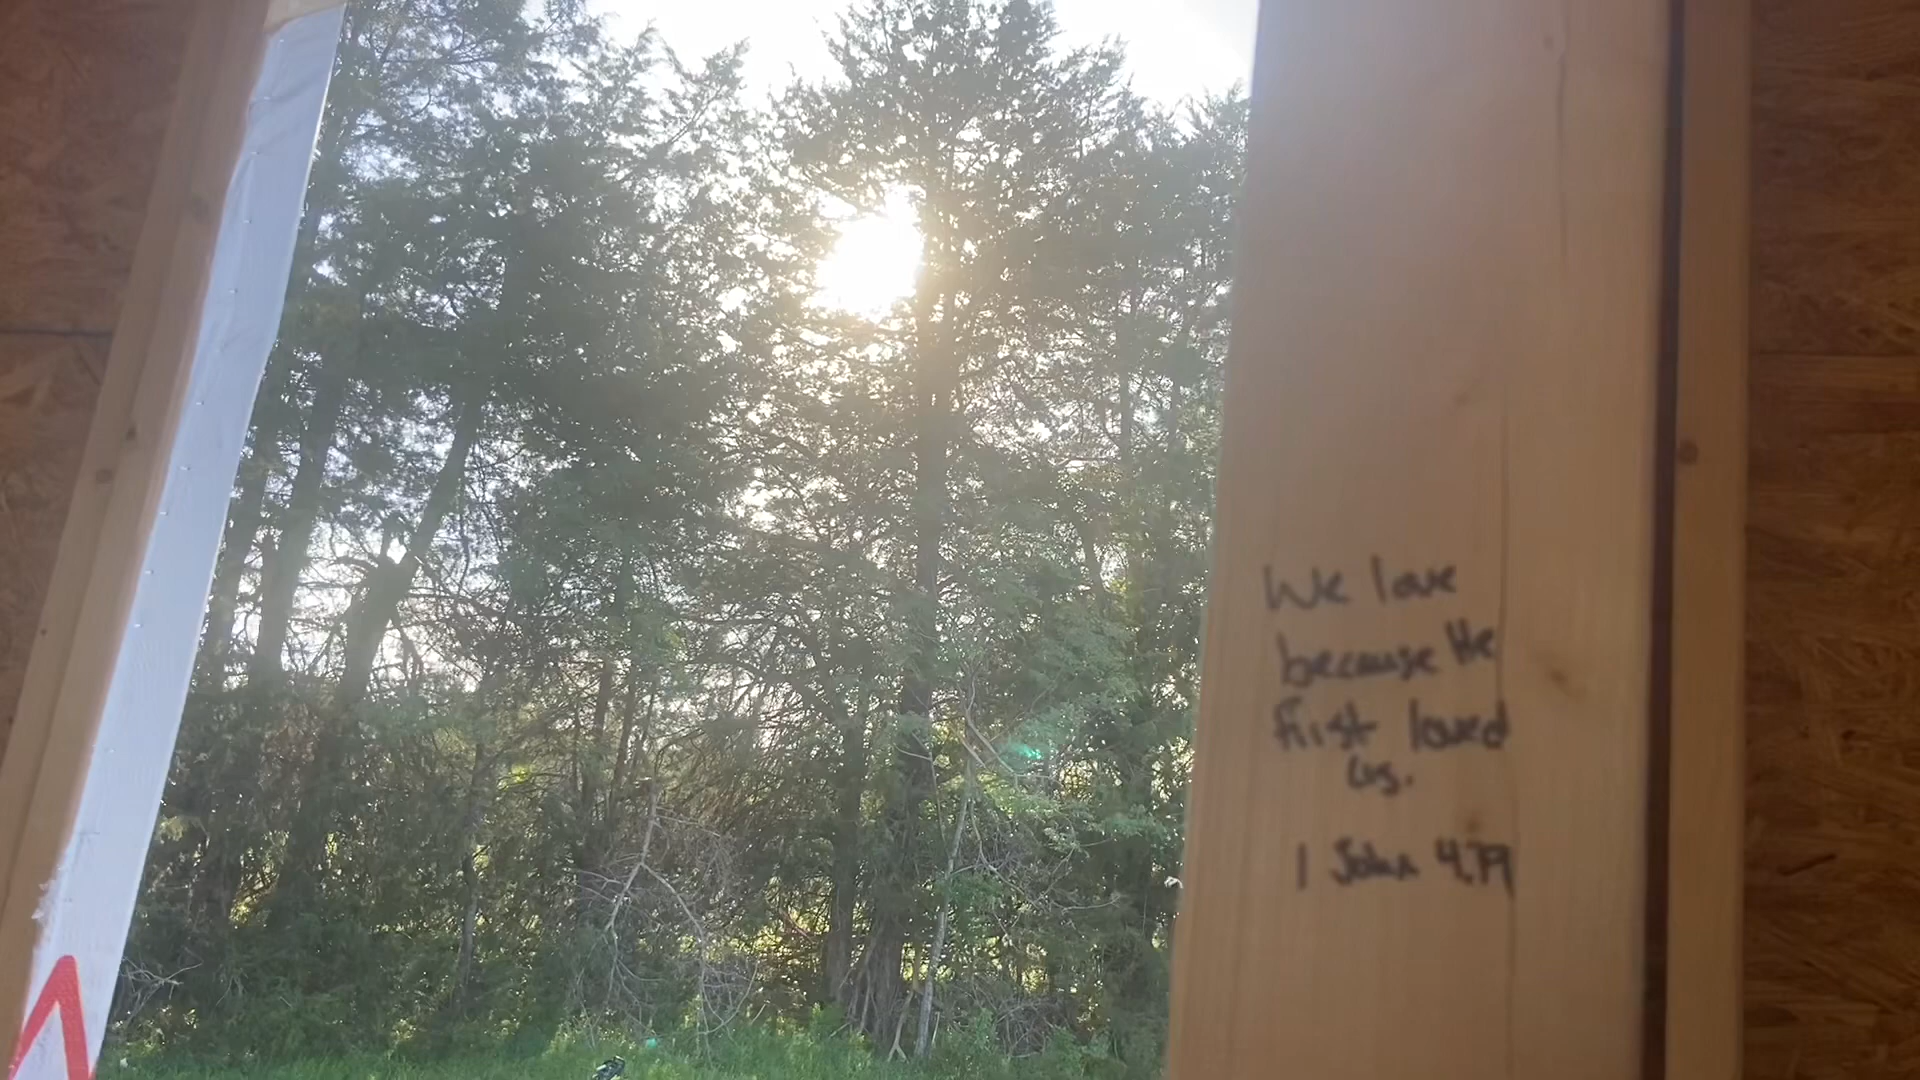 We love
because He
first loved
us.
1 John 4:19